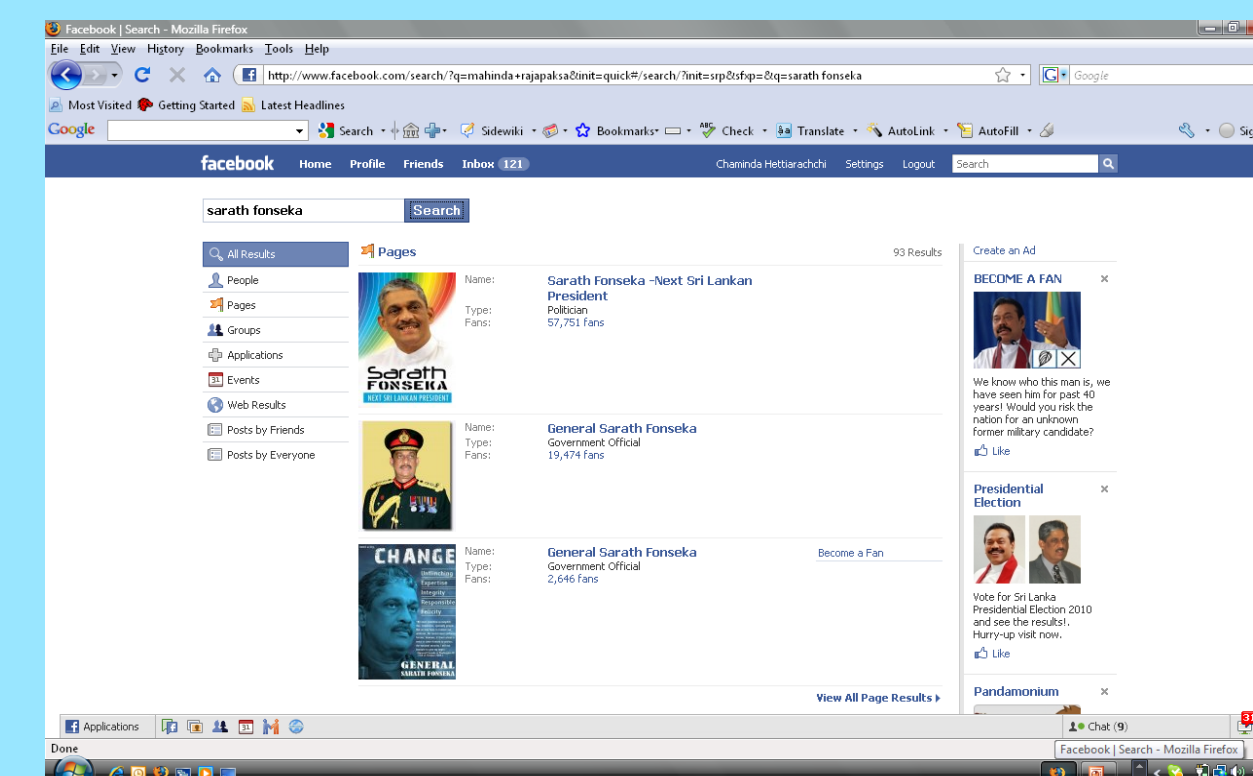 Facebook | Search - Mozilla Firefox
File Edit View History Bookmarks Tools Help
http://www.facebook.com/search/?q=mahinda+rajapaksa&init=quick#/search/?init=srp&sfxp=&q=sarath fonseka
Google
Most Visited Getting Started Latest Headlines
Google Search Sidewiki Bookmarks Check Translate AutoLink AutoFill Sig
facebook Home Profile Friends Inbox 121 Chaminda Hettiarachchi Settings Logout Search
sarath fonseka Search
All Results
People
Pages
Groups
Applications
31 Events
Web Results
Posts by Friends
Posts by Everyone
Pages 93 Results
Sarath
FONSEKA
NEXT SRI LANKAN PRESIDENT
Name: Sarath Fonseka -Next Sri Lankan
President
Type: Politician
Fans: 57,751 fans
Name: General Sarath Fonseka
Type: Government Official
Fans: 19,474 fans
CHANGE
Expertise
Integrity
GENERAL
SARATH FONSEKA
Name: General Sarath Fonseka Become a Fan
Type: Government Official
Fans: 2,646 fans
View All Page Results
Create an Ad
BECOME A FAN
We know who this man is, we
have seen him for past 40
years! Would you risk the
nation for an unknown
former military candidate?
Like
Presidential
Election
Vote for Sri Lanka
Presidential Election 2010
and see the results!.
Hurry-up visit now.
Like
Pandamonium
Applications 31 Chat (9)
Done
Facebook | Search - Mozilla Firefox